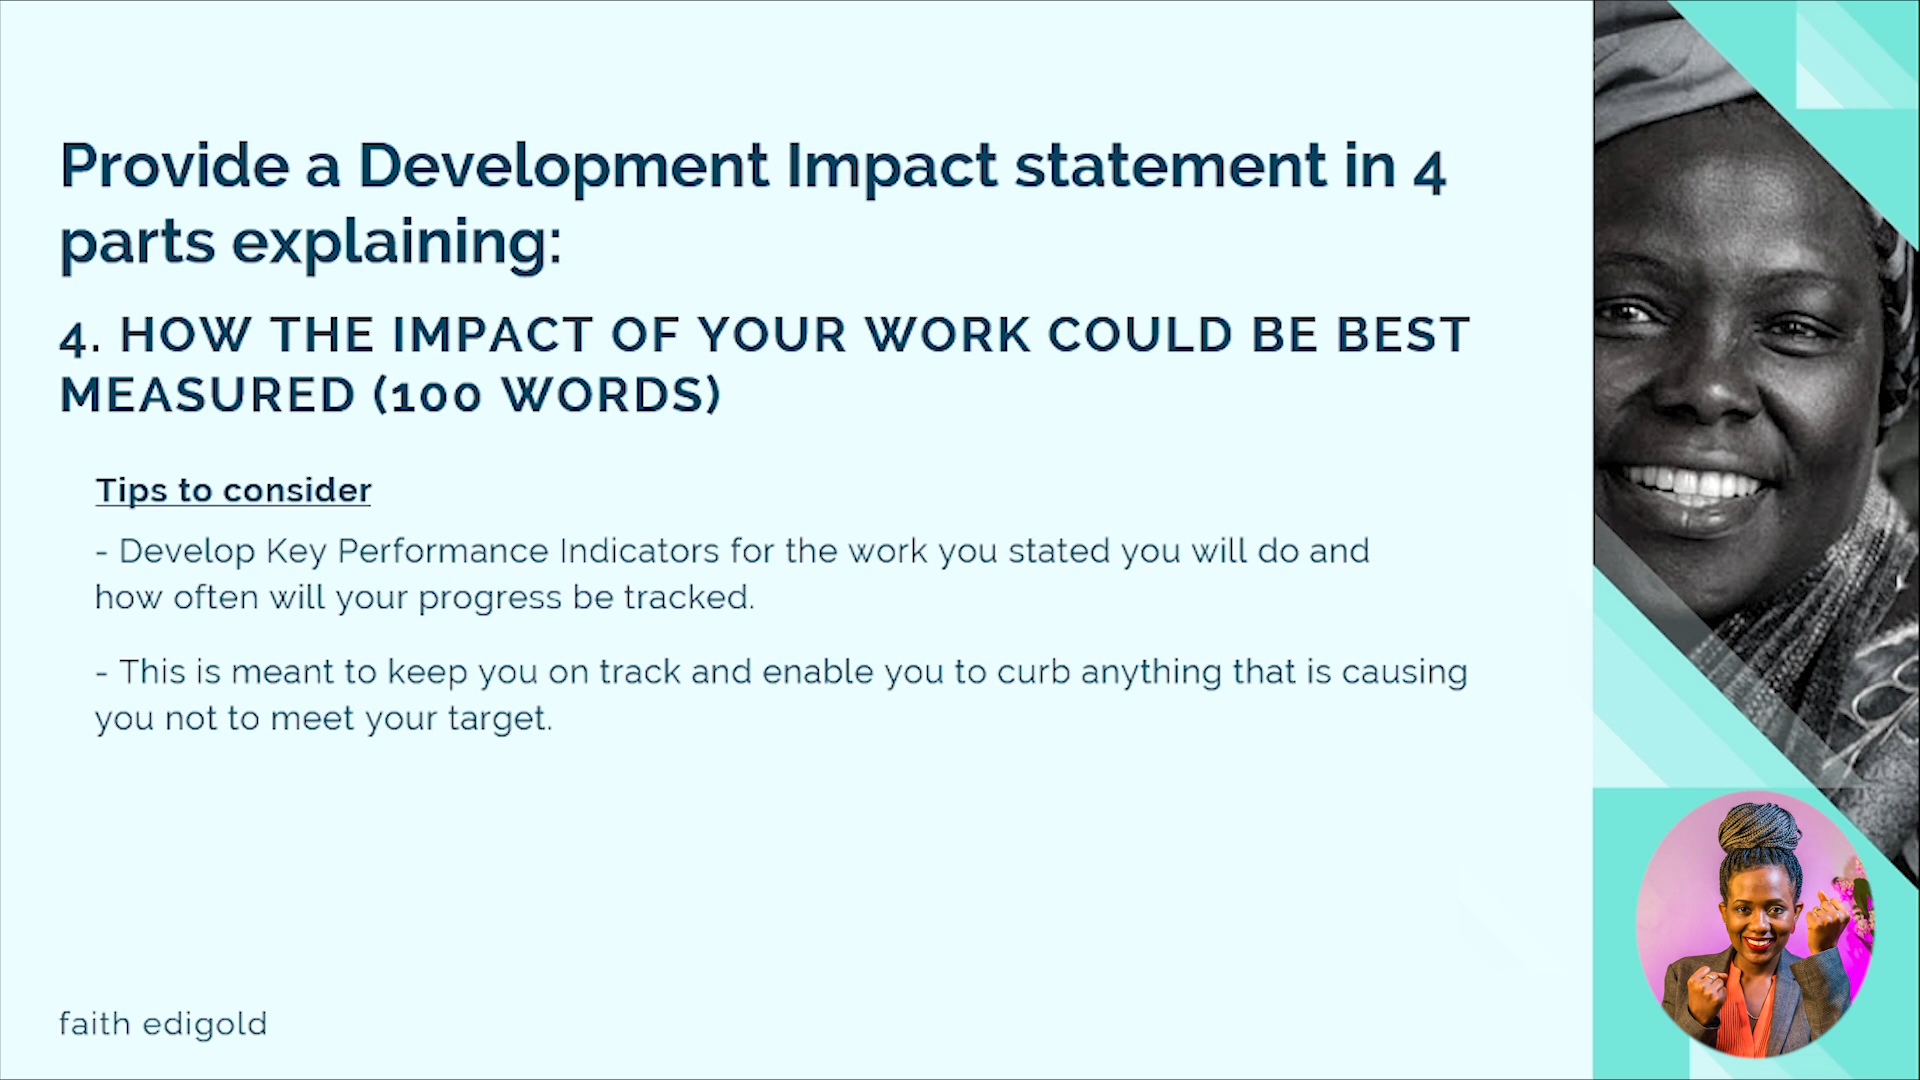 Provide a Development Impact statement in 4
parts explaining:
4. HOW THE IMPACT OF YOUR WORK COULD BE BEST
MEASURED (100 WORDS)
Tips to consider
- Develop Key Performance Indicators for the work you stated you will do and
how often will your progress be tracked.
- This is meant to keep you on track and enable you to curb anything that is causing
you not to meet your target.
faith edigold